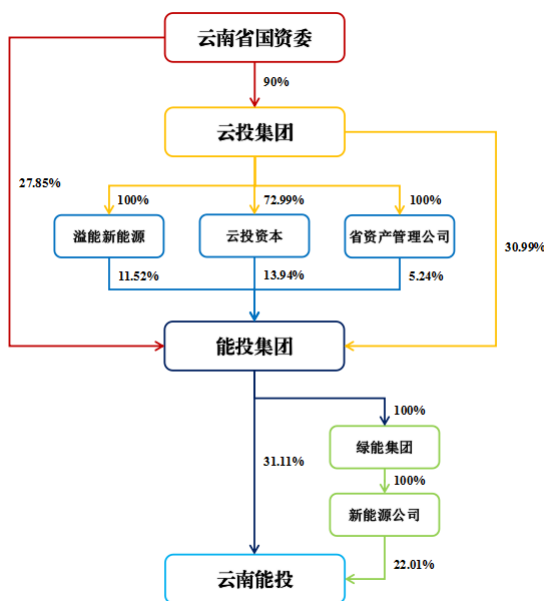 云南省国资委
90%
云投集团
27.85%
30.99%
100%
72.99%
100%
溢能新能源
云投资本
省资产管理公司
11.52%
13.94%
5.24%
能投集团
100%
绿能集团
31.11%
100%
新能源公司
22.01%
云南能投